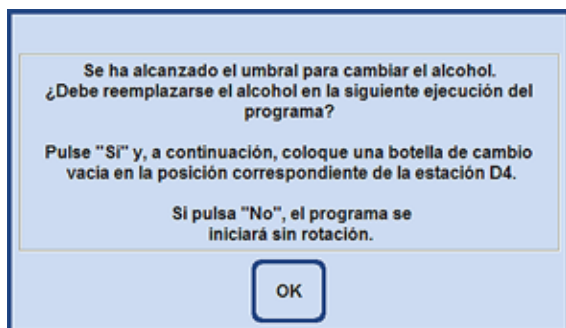 Se ha alcanzado el umbral para cambiar el alcohol.
¿Debe reemplazarse el alcohol en la siguiente ejecución del
programa?
Pulse "Sí" y, a continuación, coloque una botella de cambio
vacia en la posición correspondiente de la estación D4.
Si pulsa "No", el programa se
iniciará sin rotación.
OK